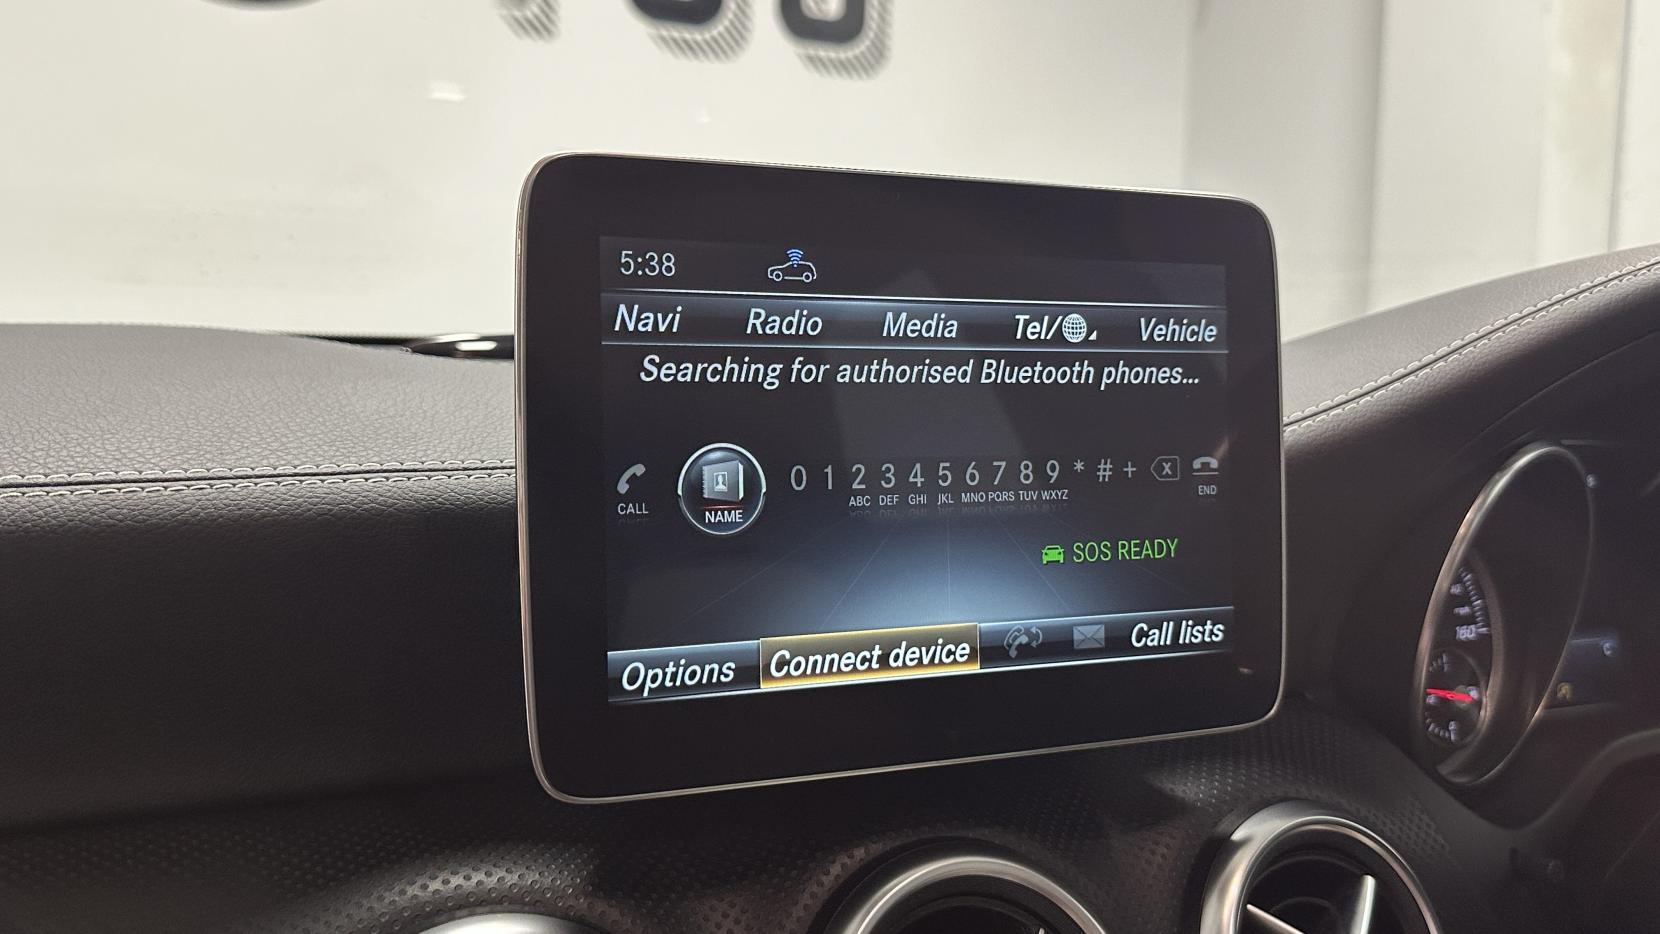 5:38
Navi Radio Media Tel/ Vehicle
Searching for authorised Bluetooth phones...
CALL NAME 0 1 2 3 4 5 6 7 8 9 * # + X END
ABC DEF GHI JKL MNO PQRS TUV WXYZ
SOS READY
Options Connect device Call lists
160